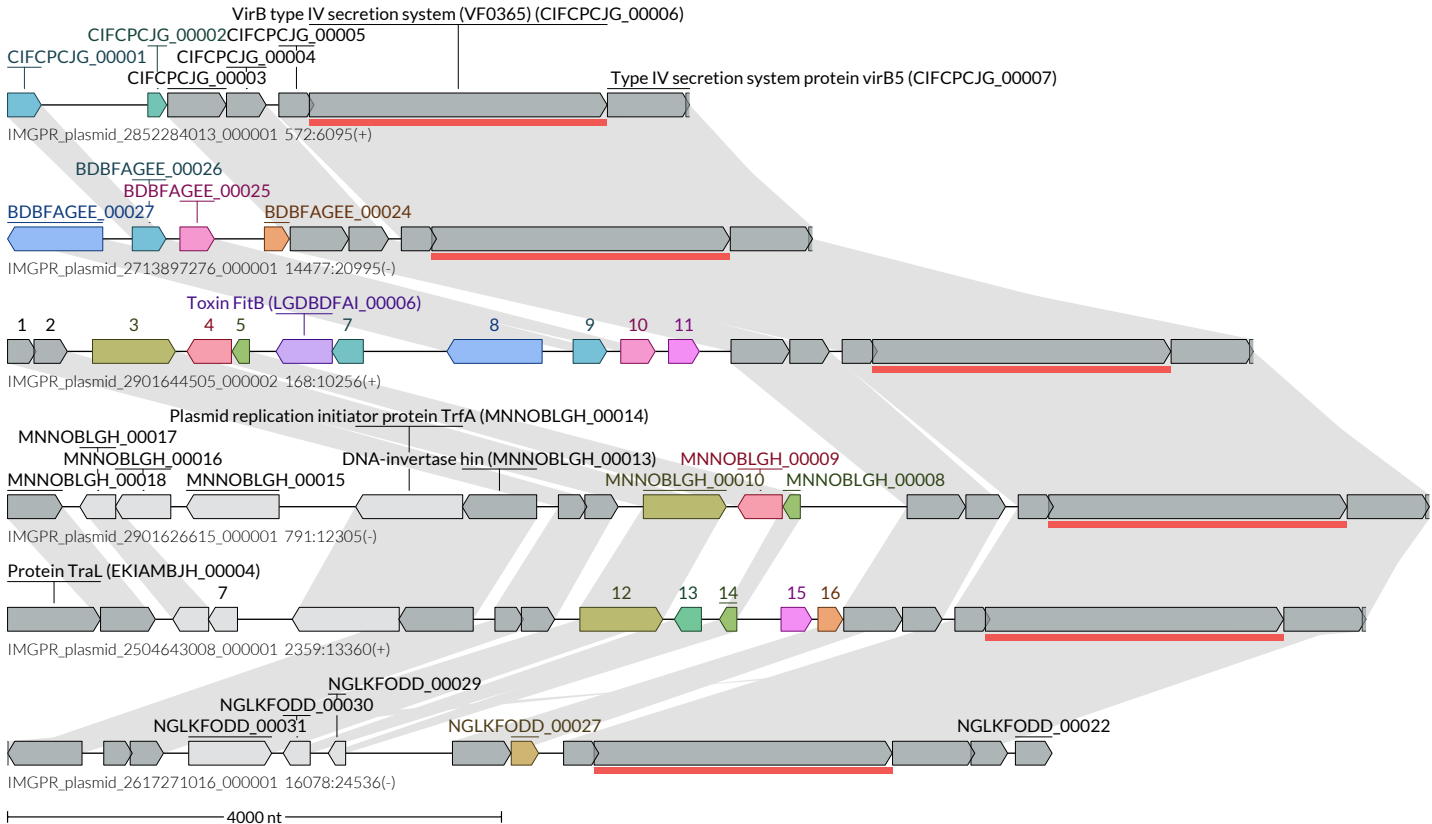 VirB type IV secretion system (VF0365) (CIFCPCJG_00006)
CIFCPCJG_00002 CIFCPCJG_00005
CIFCPCJG_00001 CIFCPCJG_00004
CIFCPCJG_00003 Type IV secretion system protein virB5 (CIFCPCJG_00007)
IMGPR_plasmid_2852284013_000001 572:6095(+)
BDBFAGEE_00026
BDBFAGEE_00025
BDBFAGEE_00027 BDBFAGEE_00024
IMGPR_plasmid_2713897276_000001 14477:20995(-)
Toxin FitB (LGDBDFAI_00006)
1 2 3 4 5 7 8 9 10 11
IMGPR_plasmid_2901644505_000002 168:10256(+)
Plasmid replication initiator protein TrfA (MNNOBLGH_00014)
MNNOBLGH_00017
MNNOBLGH_00016 DNA-invertase hin (MNNOBLGH_00013) MNNOBLGH_00009
MNNOBLGH_00018 MNNOBLGH_00015 MNNOBLGH_00010 MNNOBLGH_00008
IMGPR_plasmid_2901626615_000001 791:12305(-)
Protein TraL (EKIAMBJH_00004)
7 12 13 14 15 16
IMGPR_plasmid_2504643008_000001 2359:13360(+)
NGLKFODD_00029
NGLKFODD_00030
NGLKFODD_00031 NGLKFODD_00027 NGLKFODD_00022
IMGPR_plasmid_2617271016_000001 16078:24536(-)
4000 nt